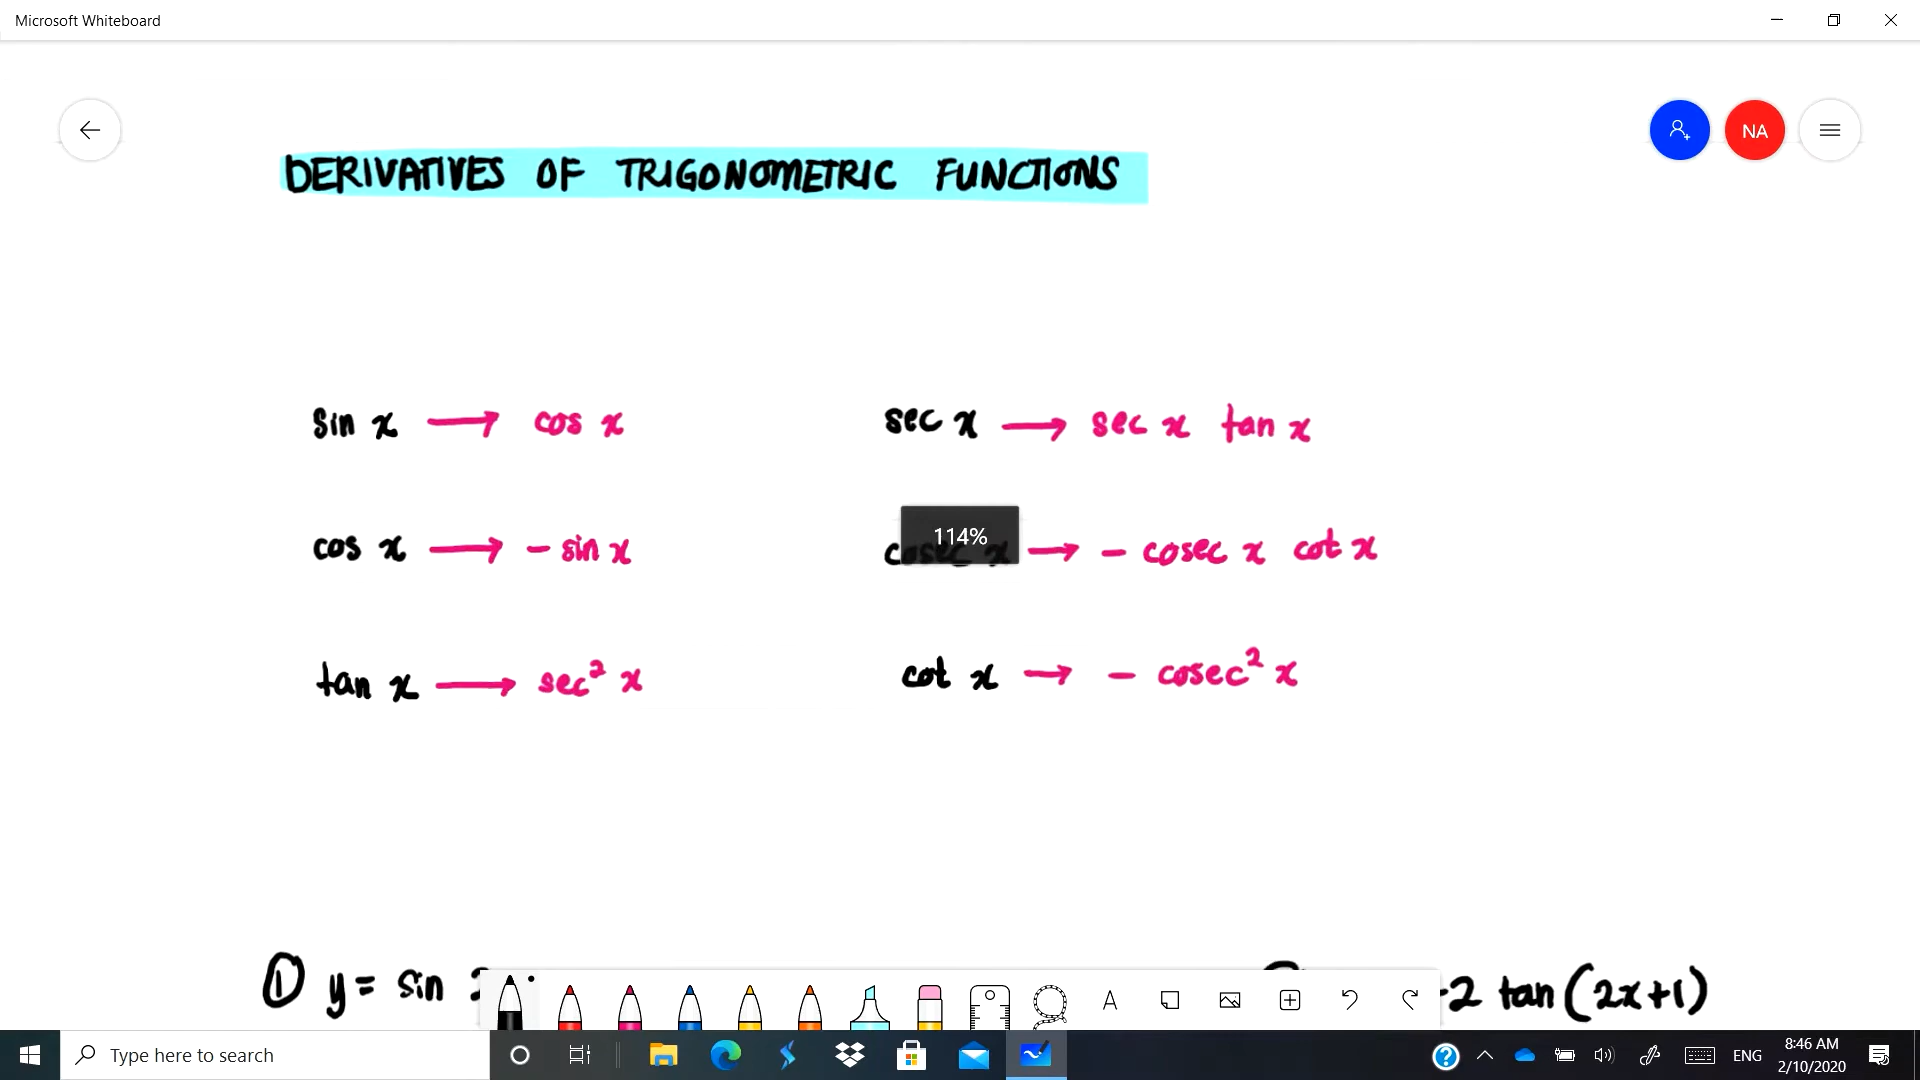 Microsoft Whiteboard
NA
DERIVATIVES OF TRIGONOMETRIC FUNCTIONS
sin x → cos x
sec x → sec x tan x
cos x → - sin x
114%
cosec x → - cosec x cot x
tan x → sec² x
cot x → - cosec² x
① y = sin
2 tan (2x+1)
Type here to search
ENG
8:46 AM
2/10/2020